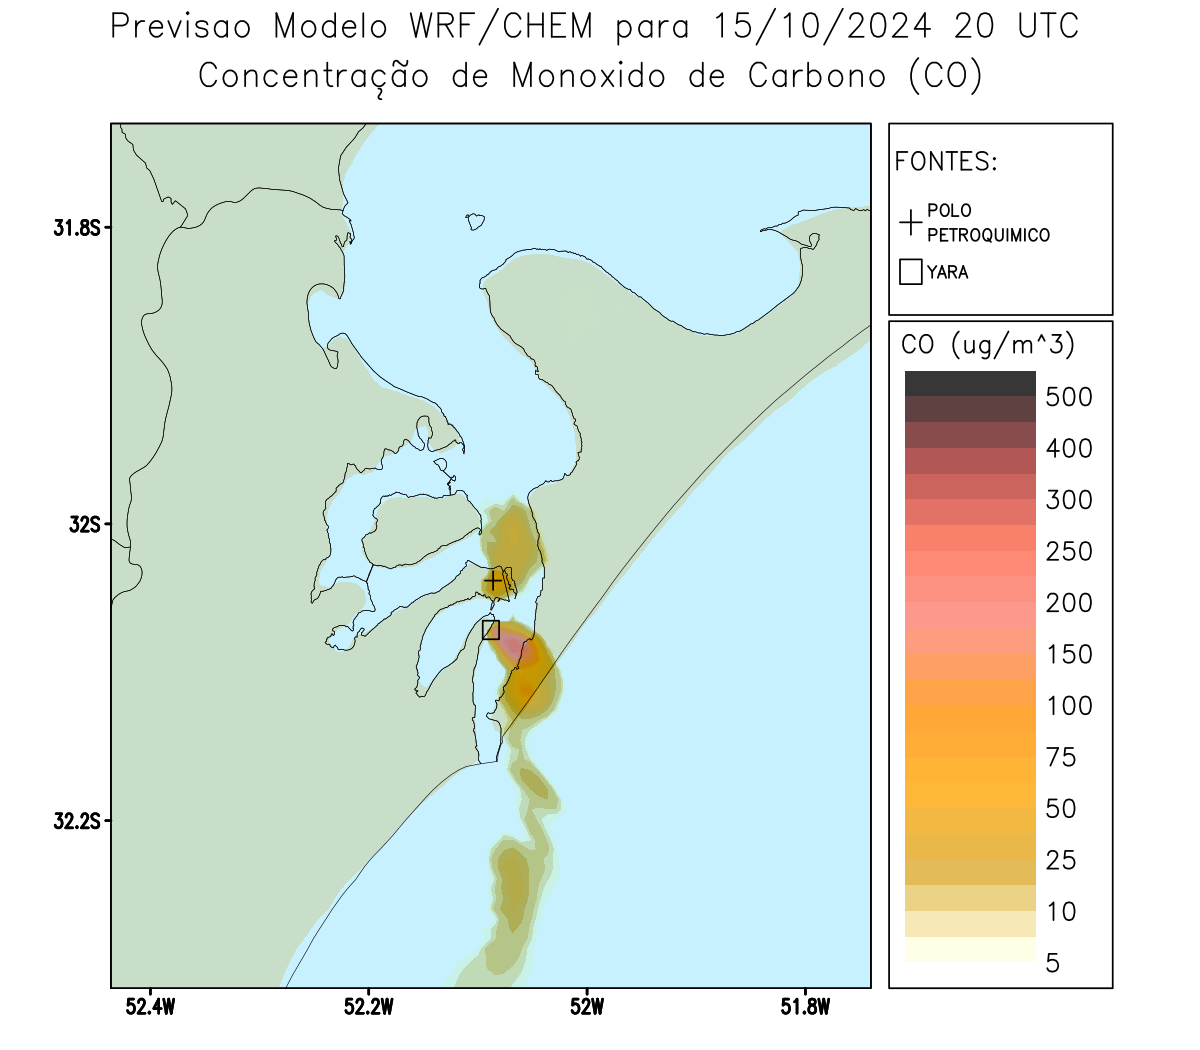 Previsao Modelo WRF/CHEM para 15/10/2024 20 UTC
Concentração de Monoxido de Carbono (CO)
FONTES:
POLO
PETROQUIMICO
YARA
CO (ug/m^3)
500
400
300
250
200
150
100
75
50
25
10
5
31.8S
32S
32.2S
52.4W
52.2W
52W
51.8W